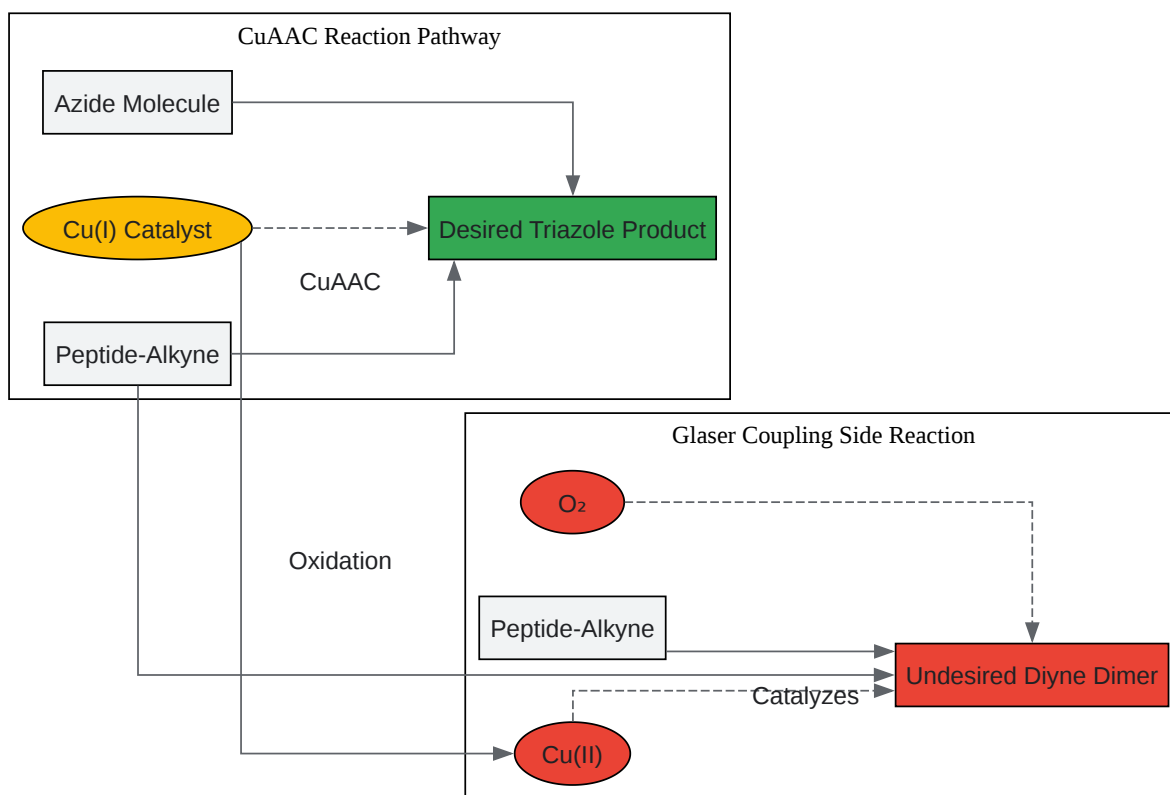 CuAAC Reaction Pathway
Azide Molecule
Cu(I) Catalyst
Desired Triazole Product
CuAAC
Peptide-Alkyne
Glaser Coupling Side Reaction
O₂
Oxidation
Peptide-Alkyne
Undesired Diyne Dimer
Catalyzes
Cu(II)